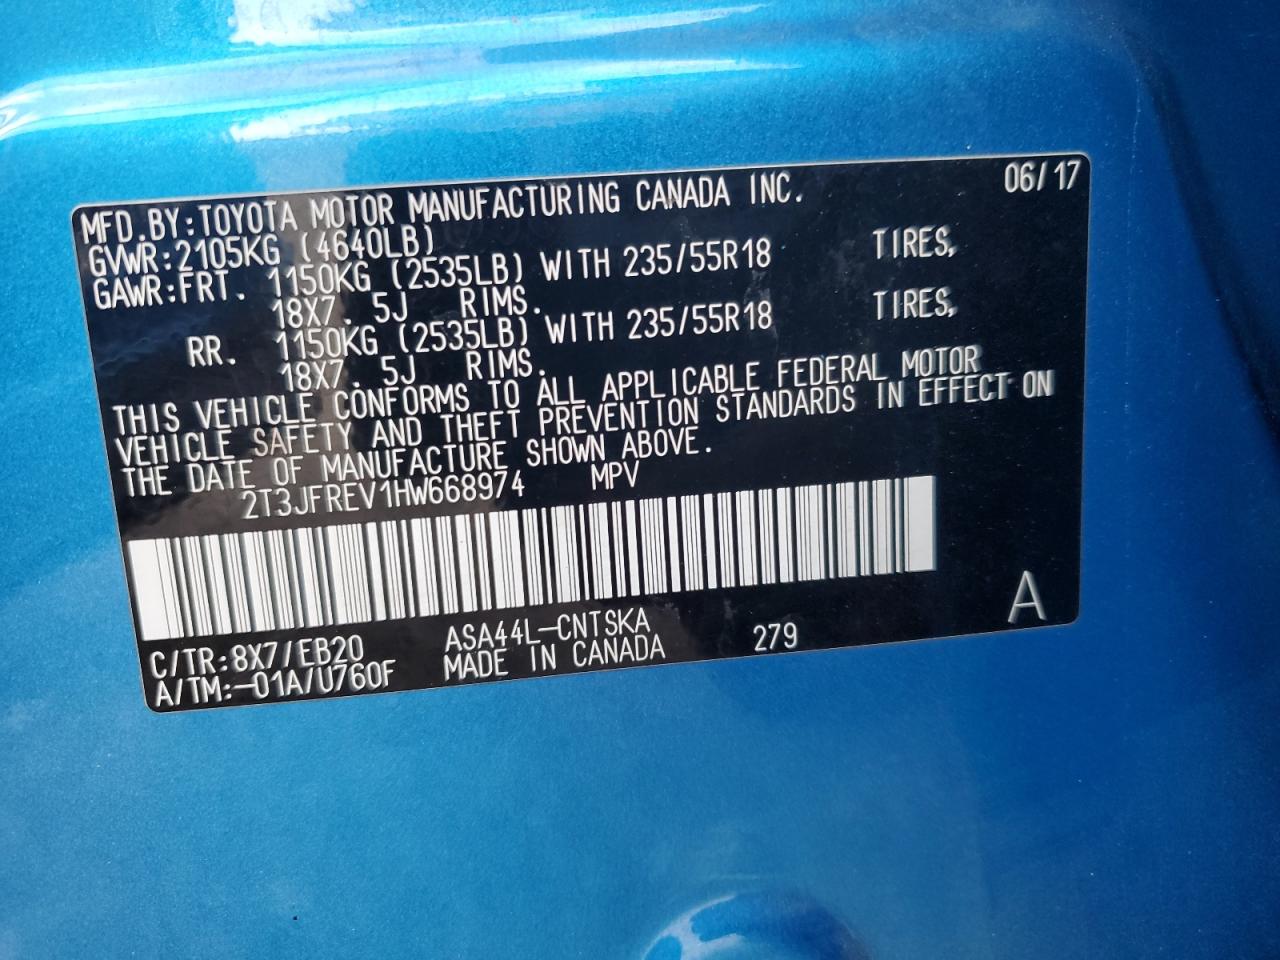 MFD.BY:TOYOTA MOTOR MANUFACTURING CANADA INC. 06/17
GVWR:2105KG (4640LB)
GAWR:FRT. 1150KG (2535LB) WITH 235/55R18 TIRES,
18X7. 5J RIMS.
RR. 1150KG (2535LB) WITH 235/55R18 TIRES,
18X7. 5J RIMS.
THIS VEHICLE CONFORMS TO ALL APPLICABLE FEDERAL MOTOR
VEHICLE SAFETY AND THEFT PREVENTION STANDARDS IN EFFECT ON
THE DATE OF MANUFACTURE SHOWN ABOVE.
2T3JFREV1HW668974 MPV
A
C/TR:8X7/EB20 ASA44L-CNTSKA 279
A/TM:-01A/U760F MADE IN CANADA